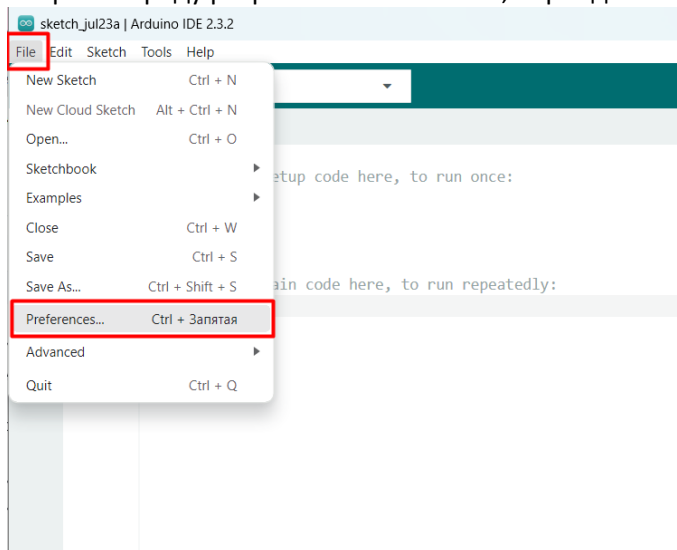 sketch_jul23a | Arduino IDE 2.3.2
File Edit Sketch Tools Help
New Sketch Ctrl + N
New Cloud Sketch Alt + Ctrl + N
Open... Ctrl + O
Sketchbook
etup code here, to run once:
Examples
Close Ctrl + W
Save Ctrl + S
Save As... Ctrl + Shift + S
ain code here, to run repeatedly:
Preferences... Ctrl + Запятая
Advanced
Quit Ctrl + Q